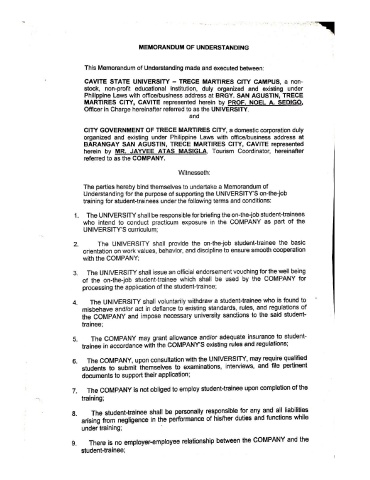 MEMORANDUM OF UNDERSTANDING
This Memorandum of Understanding made and executed between:
CAVITE STATE UNIVERSITY – TRECE MARTIRES CITY CAMPUS, a non-
stock, non-profit educational institution, duly organized and existing under
Philippine Laws with office/business address at BRGY. SAN AGUSTIN, TRECE
MARTIRES CITY, CAVITE represented herein by PROF. NOEL A. SEDIGO,
Officer in Charge hereinafter referred to as the UNIVERSITY.
and
CITY GOVERNMENT OF TRECE MARTIRES CITY, a domestic corporation duly
organized and existing under Philippine Laws with office/business address at
BARANGAY SAN AGUSTIN, TRECE MARTIRES CITY, CAVITE represented
herein by MR. JAYVEE ATAS MASIGLA, Tourism Coordinator, hereinafter
referred to as the COMPANY.
Witnesseth:
The parties hereby bind themselves to undertake a Memorandum of
Understanding for the purpose of supporting the UNIVERSITY'S on-the-job
training for student-trainees under the following terms and conditions:
1. The UNIVERSITY shall be responsible for briefing the on-the-job student-trainees
who intend to conduct practicum exposure in the COMPANY as part of the
UNIVERSITY'S curriculum;
2. The UNIVERSITY shall provide the on-the-job student-trainee the basic
orientation on work values, behavior, and discipline to ensure smooth cooperation
with the COMPANY;
3. The UNIVERSITY shall issue an official endorsement vouching for the well being
of the on-the-job student-trainee which shall be used by the COMPANY for
processing the application of the student-trainee;
4. The UNIVERSITY shall voluntarily withdraw a student-trainee who is found to
misbehave and/or act in defiance to existing standards, rules, and regulations of
the COMPANY and impose necessary university sanctions to the said student-
trainee;
5. The COMPANY may grant allowance and/or adequate insurance to student-
trainee in accordance with the COMPANY'S existing rules and regulations;
6. The COMPANY, upon consultation with the UNIVERSITY, may require qualified
students to submit themselves to examinations, interviews, and file pertinent
documents to support their application;
7. The COMPANY is not obliged to employ student-trainee upon completion of the
training;
8. The student-trainee shall be personally responsible for any and all liabilities
arising from negligence in the performance of his/her duties and functions while
under training;
9. There is no employer-employee relationship between the COMPANY and the
student-trainee;